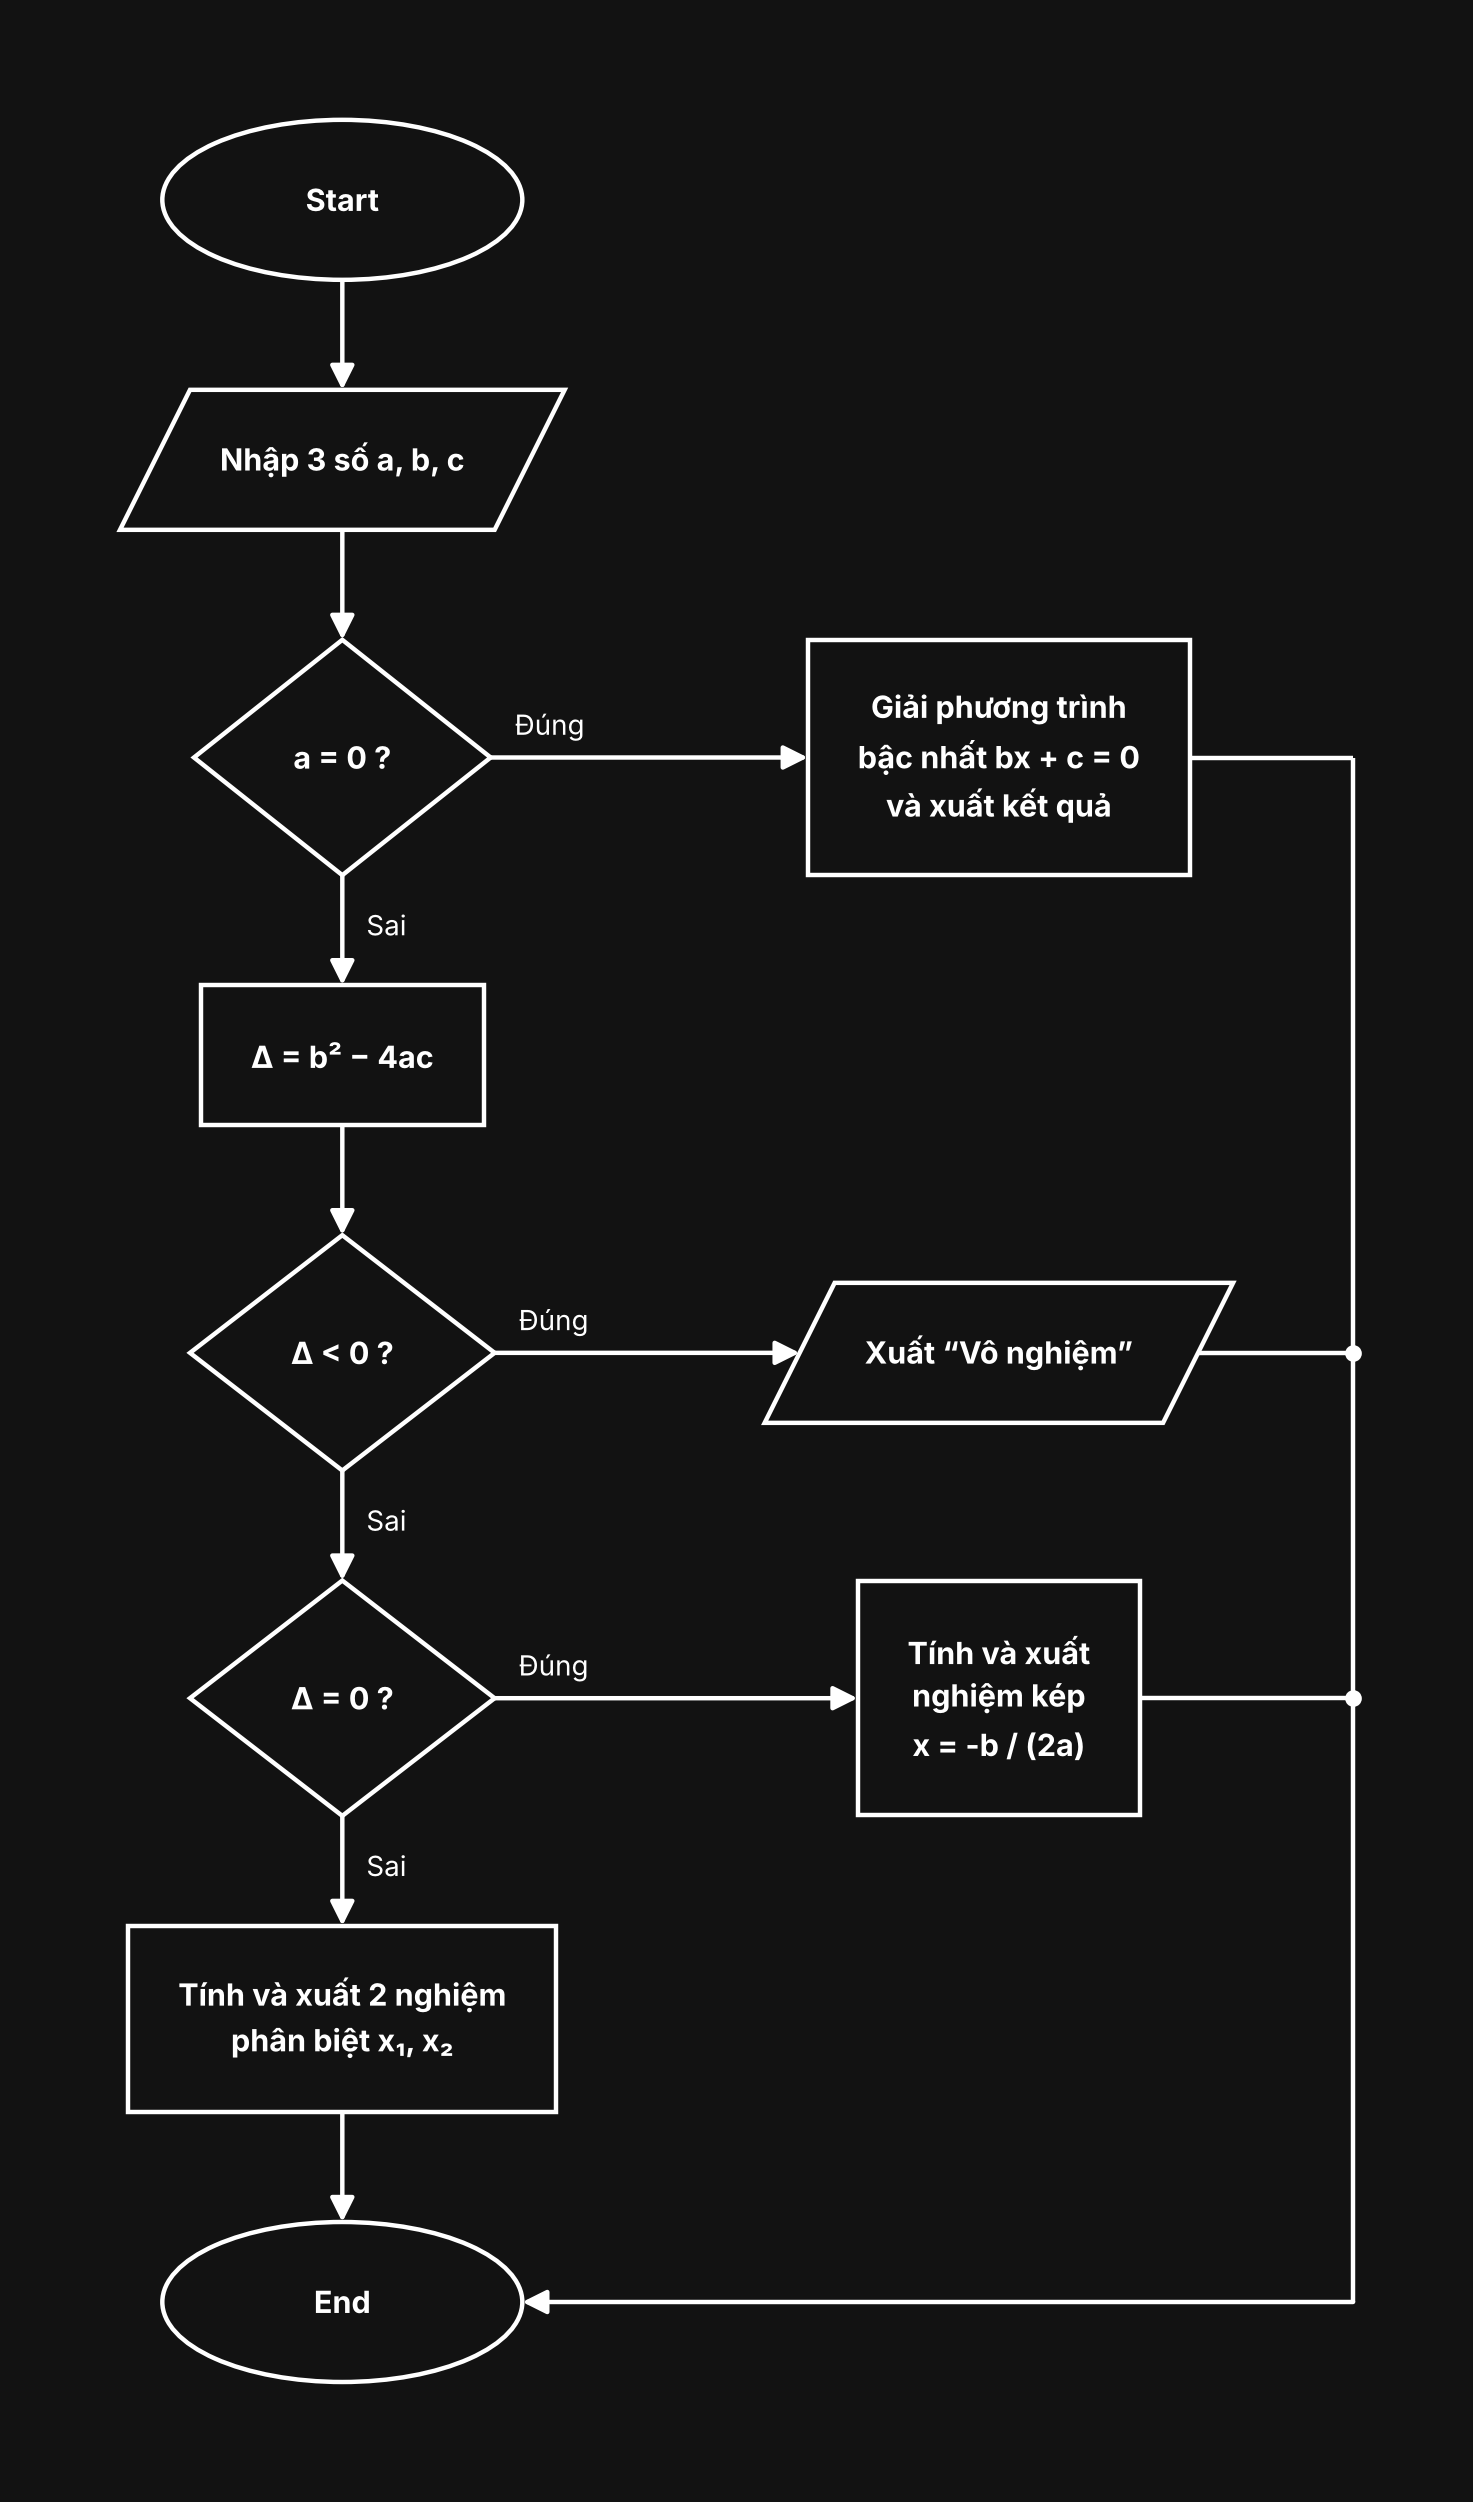 Start
Nhập 3 số a, b, c
a = 0 ?
Đúng
Giải phương trình
bậc nhất bx + c = 0
và xuất kết quả
Sai
Δ = b² − 4ac
Δ < 0 ?
Đúng
Xuất “Vô nghiệm”
Sai
Δ = 0 ?
Đúng
Tính và xuất
nghiệm kép
x = -b / (2a)
Sai
Tính và xuất 2 nghiệm
phân biệt x₁, x₂
End